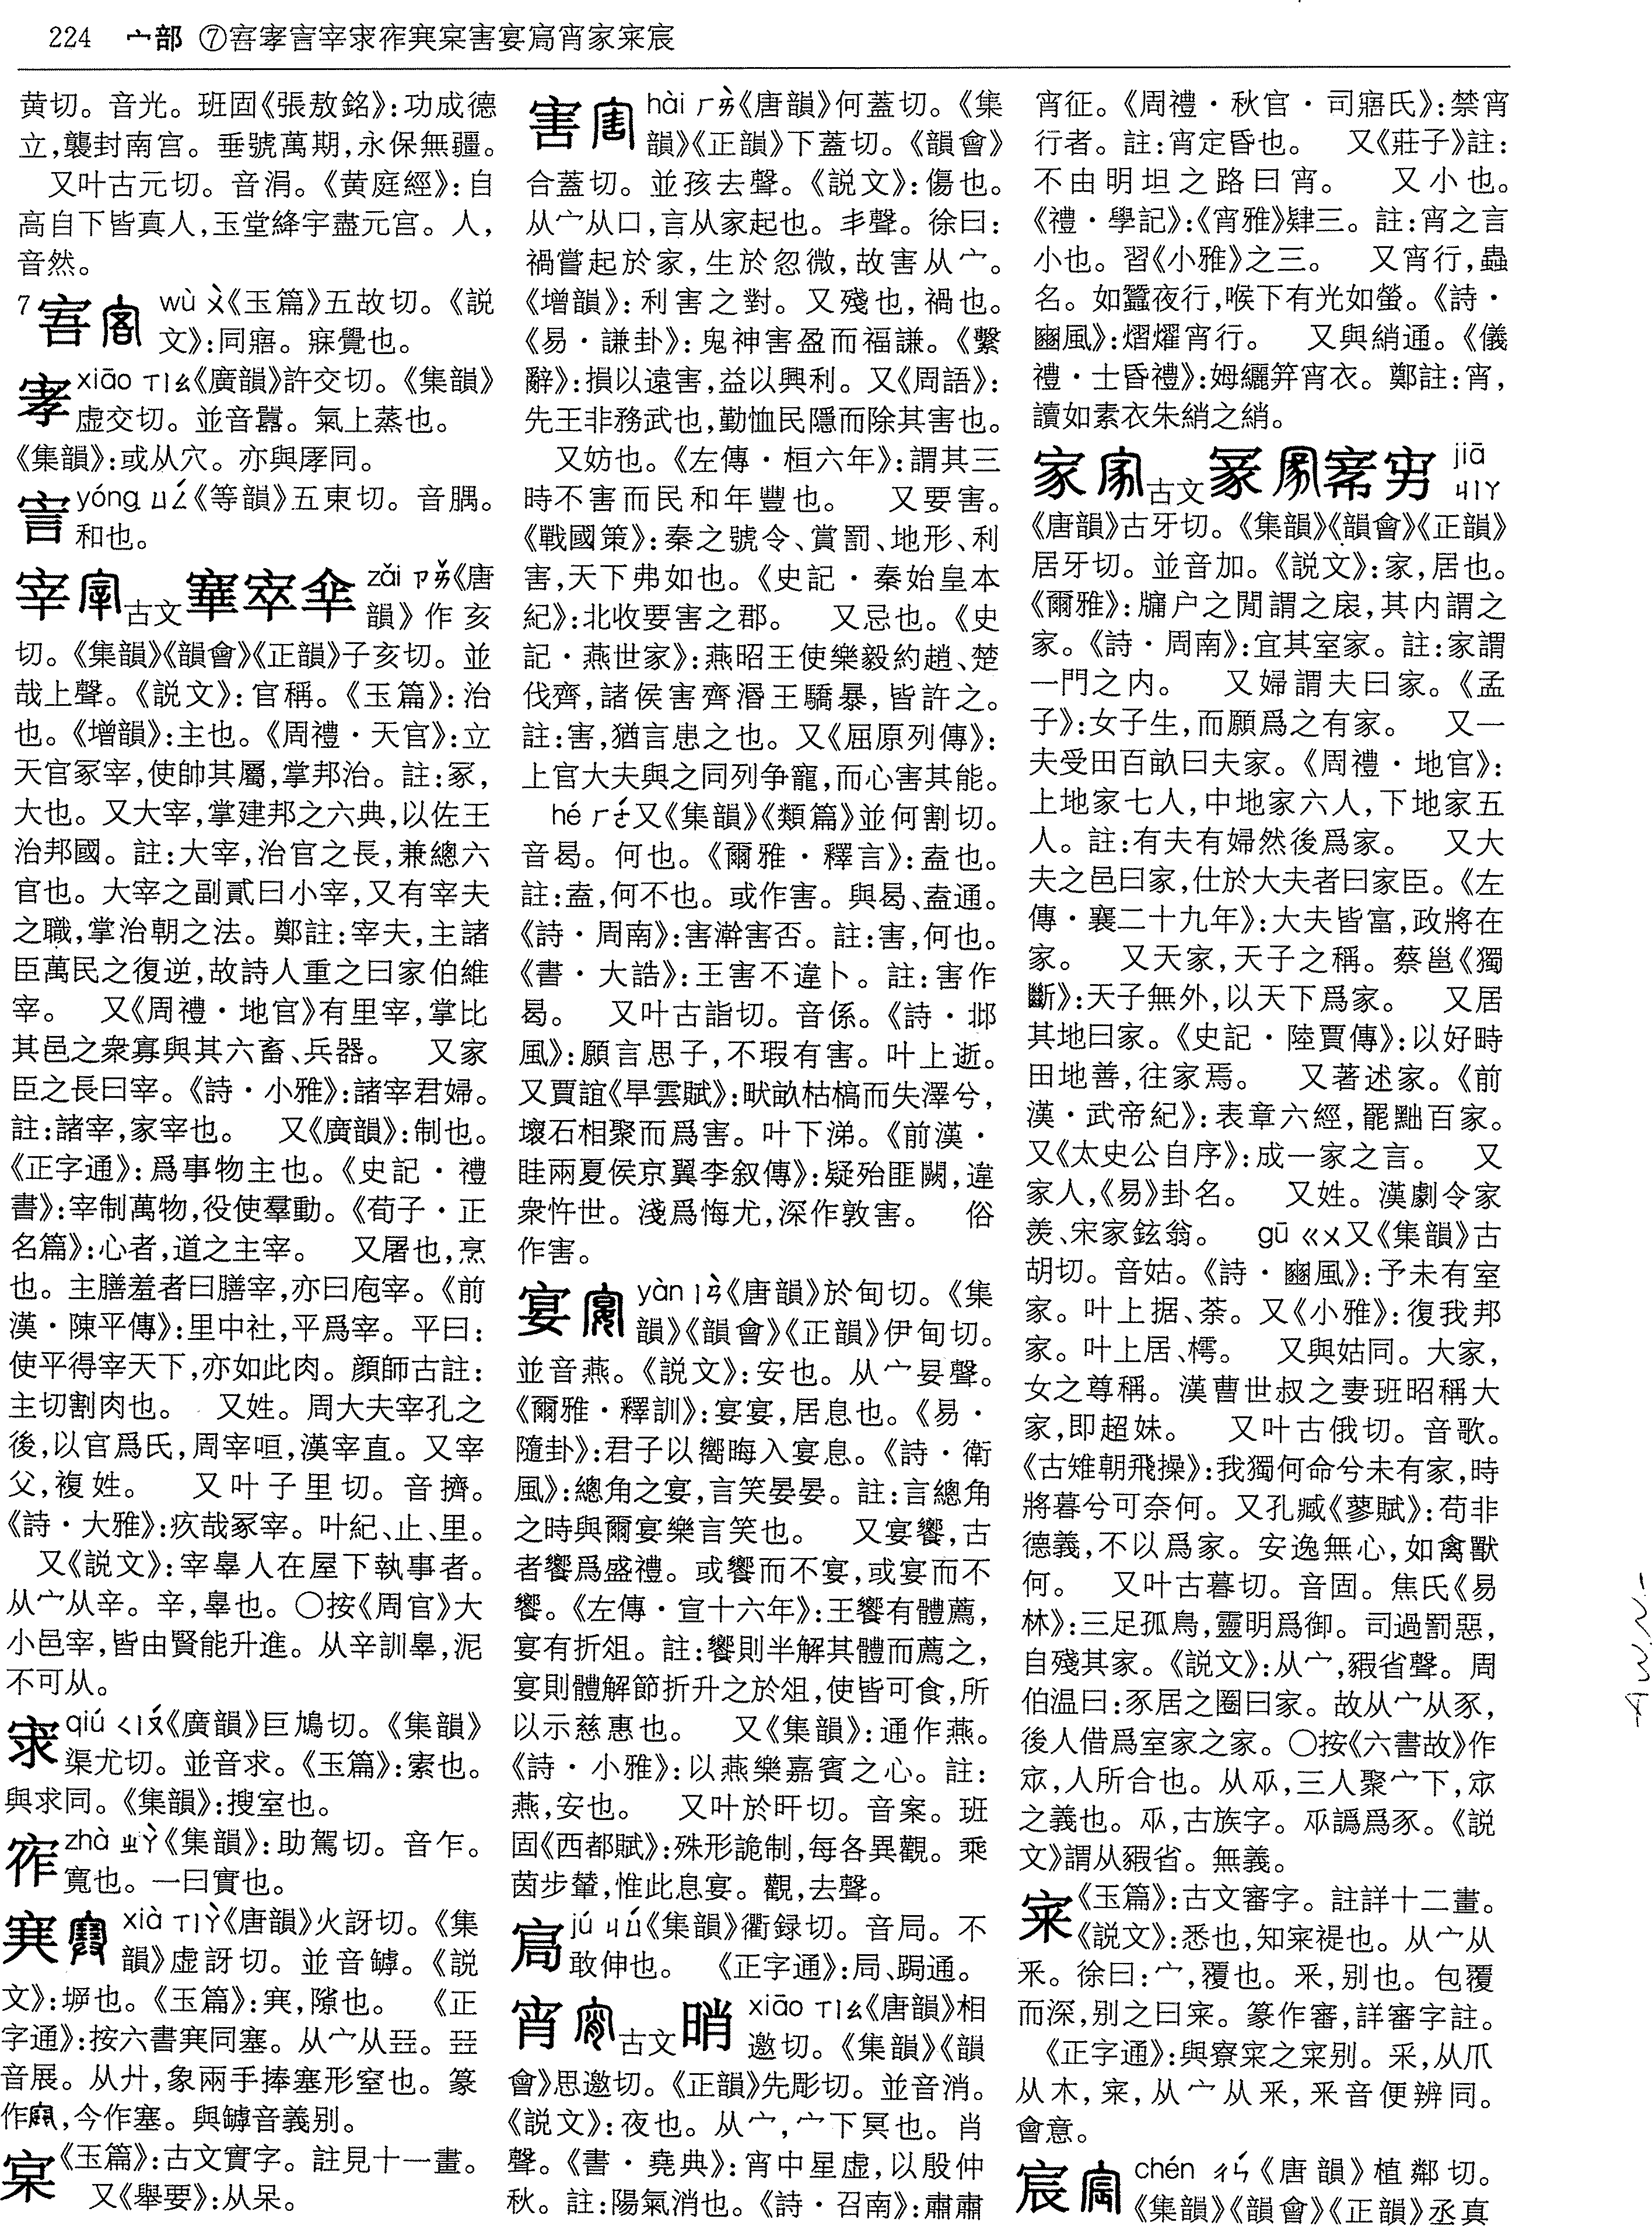 224 宀部 ⑦㝃害宴宵家宷宸
黄切。音光。班固《張敖銘》:功成德
立,襲封南宫。垂號萬期,永保無疆。
又叶古元切。音涓。《黄庭經》:自
高自下皆真人,玉堂絳宇盡元宫。人,
音然。
7 wù ㄨˋ《玉篇》五故切。《説
文》:同寤。寐覺也。
xiāo ㄒㄧㄠ《廣韻》許交切。《集韻》
虚交切。並音囂。氣上蒸也。
《集韻》:或从穴。亦與同。
yóng ㄩㄥˊ《等韻》五東切。音腢。
和也。
宰 古文 zǎi ㄗㄞˇ《唐
韻》作亥
切。《集韻》《韻會》《正韻》子亥切。並
哉上聲。《説文》:官稱。《玉篇》:治
也。《增韻》:主也。《周禮・天官》:立
天官冢宰,使帥其屬,掌邦治。註:冢,
大也。又大宰,掌建邦之六典,以佐王
治邦國。註:大宰,治官之長,兼總六
官也。大宰之副貳曰小宰,又有宰夫
之職,掌治朝之法。鄭註:宰夫,主諸
臣萬民之復逆,故詩人重之曰家伯維
宰。 又《周禮・地官》有里宰,掌比
其邑之衆寡與其六畜、兵器。 又家
臣之長曰宰。《詩・小雅》:諸宰君婦。
註:諸宰,家宰也。 又《廣韻》:制也。
《正字通》:爲事物主也。《史記・禮
書》:宰制萬物,役使羣動。《荀子・正
名篇》:心者,道之主宰。 又屠也,烹
也。主膳羞者曰膳宰,亦曰庖宰。《前
漢・陳平傳》:里中社,平爲宰。平曰:
使平得宰天下,亦如此肉。顔師古註:
主切割肉也。 又姓。周大夫宰孔之
後,以官爲氏,周宰咺,漢宰直。又宰
父,複姓。 又叶子里切。音擠。
《詩・大雅》:疚哉冢宰。叶紀、止、里。
又《説文》:宰辠人在屋下執事者。
从宀从辛。辛,辠也。○按《周官》大
小邑宰,皆由賢能升進。从辛訓辠,泥
不可从。
qiú ㄑㄧㄡˊ《廣韻》巨鳩切。《集韻》
渠尤切。並音求。《玉篇》:索也。
與求同。《集韻》:搜室也。
zhà ㄓㄚˋ《集韻》:助駕切。音乍。
寬也。一曰實也。
xià ㄒㄧㄚˋ《唐韻》火訝切。《集
韻》虚訝切。並音罅。《説
文》:㙤也。《玉篇》:,隙也。 《正
字通》:按六書同塞。从宀从㠭。㠭
音展。从廾,象兩手捧塞形窒也。篆
作,今作塞。與罅音義别。
《玉篇》:古文實字。註見十一畫。
又《舉要》:从呆。
害 hài ㄏㄞˋ《唐韻》何蓋切。《集
韻》《正韻》下蓋切。《韻會》
合蓋切。並孩去聲。《説文》:傷也。
从宀从口,言从家起也。丯聲。徐曰:
禍嘗起於家,生於忽微,故害从宀。
《增韻》:利害之對。又殘也,禍也。
《易・謙卦》:鬼神害盈而福謙。《繫
辭》:損以遠害,益以興利。又《周語》:
先王非務武也,勤恤民隱而除其害也。
又妨也。《左傳・桓六年》:謂其三
時不害而民和年豐也。 又要害。
《戰國策》:秦之號令、賞罰、地形、利
害,天下弗如也。《史記・秦始皇本
紀》:北收要害之郡。 又忌也。《史
記・燕世家》:燕昭王使樂毅約趙、楚
伐齊,諸侯害齊湣王驕暴,皆許之。
註:害,猶言患之也。又《屈原列傳》:
上官大夫與之同列争寵,而心害其能。
hé ㄏㄜˊ又《集韻》《類篇》並何割切。
音曷。何也。《爾雅・釋言》:盍也。
註:盍,何不也。或作害。與曷、盍通。
《詩・周南》:害澣害否。註:害,何也。
《書・大誥》:王害不違卜。註:害作
曷。 又叶古詣切。音係。《詩・邶
風》:願言思子,不瑕有害。叶上逝。
又賈誼《旱雲賦》:畎畝枯槁而失澤兮,
壤石相聚而爲害。叶下涕。《前漢・
眭兩夏侯京翼李叙傳》:疑殆匪闕,違
衆忤世。淺爲悔尤,深作敦害。 俗
作害。
宴 yàn ㄧㄢˋ《唐韻》於甸切。《集
韻》《韻會》《正韻》伊甸切。
並音燕。《説文》:安也。从宀妟聲。
《爾雅・釋訓》:宴宴,居息也。《易・
隨卦》:君子以嚮晦入宴息。《詩・衛
風》:總角之宴,言笑晏晏。註:言總角
之時與爾宴樂言笑也。 又宴饗,古
者饗爲盛禮。或饗而不宴,或宴而不
饗。《左傳・宣十六年》:王饗有體薦,
宴有折俎。註:饗則半解其體而薦之,
宴則體解節折升之於俎,使皆可食,所
以示慈惠也。 又《集韻》:通作燕。
《詩・小雅》:以燕樂嘉賓之心。註:
燕,安也。 又叶於旰切。音案。班
固《西都賦》:殊形詭制,每各異觀。乘
茵步輦,惟此息宴。觀,去聲。
jú ㄐㄩˊ《集韻》衢録切。音局。不
敢伸也。 《正字通》:局、跼通。
宵 古文 xiāo ㄒㄧㄠ《唐韻》相
邀切。《集韻》《韻
會》思邀切。《正韻》先彫切。並音消。
《説文》:夜也。从宀,宀下冥也。肖
聲。《書・堯典》:宵中星虚,以殷仲
秋。註:陽氣消也。《詩・召南》:肅肅
宵征。《周禮・秋官・司寤氏》:禁宵
行者。註:宵定昏也。 又《莊子》註:
不由明坦之路曰宵。 又小也。
《禮・學記》:《宵雅》肄三。註:宵之言
小也。習《小雅》之三。 又宵行,蟲
名。如蠶夜行,喉下有光如螢。《詩・
豳風》:熠燿宵行。 又與綃通。《儀
禮・士昏禮》:姆纚笄宵衣。鄭註:宵,
讀如素衣朱綃之綃。
家 古文 jiā ㄐㄧㄚ
《唐韻》古牙切。《集韻》《韻會》《正韻》
居牙切。並音加。《説文》:家,居也。
《爾雅》:牖户之閒謂之扆,其内謂之
家。《詩・周南》:宜其室家。註:家謂
一門之内。 又婦謂夫曰家。《孟
子》:女子生,而願爲之有家。 又一
夫受田百畝曰夫家。《周禮・地官》:
上地家七人,中地家六人,下地家五
人。註:有夫有婦然後爲家。 又大
夫之邑曰家,仕於大夫者曰家臣。《左
傳・襄二十九年》:大夫皆富,政將在
家。 又天家,天子之稱。蔡邕《獨
斷》:天子無外,以天下爲家。 又居
其地曰家。《史記・陸賈傳》:以好畤
田地善,往家焉。 又著述家。《前
漢・武帝紀》:表章六經,罷黜百家。
又《太史公自序》:成一家之言。 又
家人,《易》卦名。 又姓。漢劇令家
羡、宋家鉉翁。 gū ㄍㄨ又《集韻》古
胡切。音姑。《詩・豳風》:予未有室
家。叶上据、荼。又《小雅》:復我邦
家。叶上居、樗。 又與姑同。大家,
女之尊稱。漢曹世叔之妻班昭稱大
家,即超妹。 又叶古俄切。音歌。
《古雉朝飛操》:我獨何命兮未有家,時
將暮兮可奈何。又孔臧《蓼賦》:苟非
德義,不以爲家。安逸無心,如禽獸
何。 又叶古暮切。音固。焦氏《易
林》:三足孤鳥,靈明爲御。司過罰惡,
自殘其家。《説文》:从宀,豭省聲。周
伯温曰:豕居之圈曰家。故从宀从豕,
後人借爲室家之家。○按《六書故》作
㝉,人所合也。从㐺,三人聚宀下,㝉
之義也。㐺,古族字。㐺譌爲豕。《説
文》謂从豭省。無義。
宷《玉篇》:古文審字。註詳十二畫。
《説文》:悉也,知宷諟也。从宀从
釆。徐曰:宀,覆也。釆,别也。包覆
而深,别之曰宷。篆作審,詳審字註。
《正字通》:與寮寀之寀别。采,从爪
从木,宷,从宀从釆,釆音便辨同。
會意。
宸 chén ㄔㄣˊ《唐韻》植鄰切。
《集韻》《韻會》《正韻》丞真